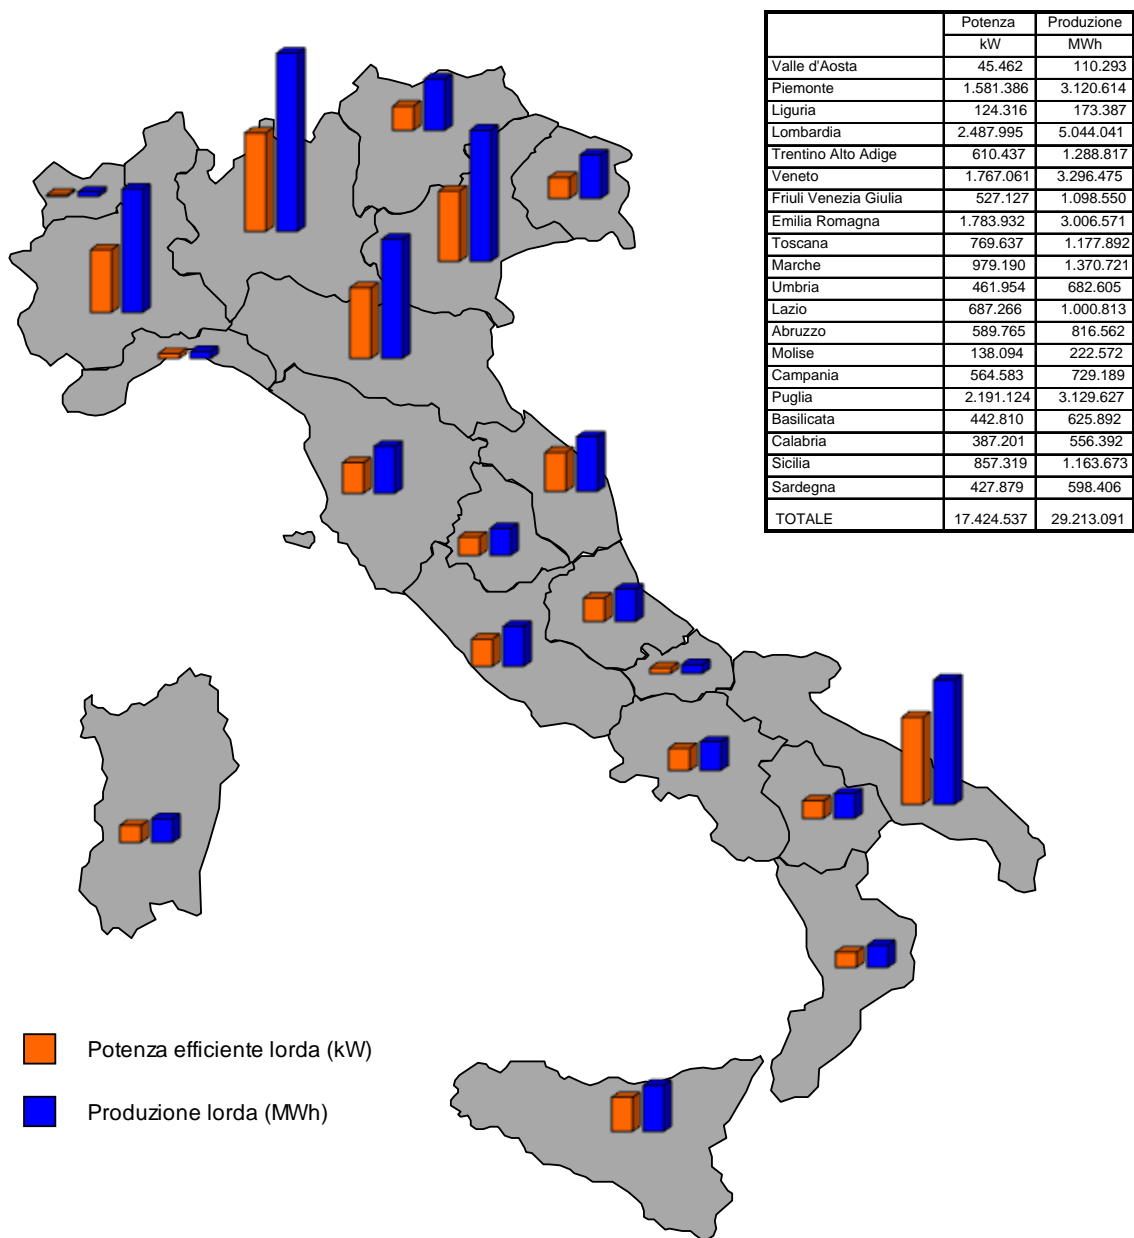 Potenza Produzione
kW MWh
Valle d'Aosta 45.462 110.293
Piemonte 1.581.386 3.120.614
Liguria 124.316 173.387
Lombardia 2.487.995 5.044.041
Trentino Alto Adige 610.437 1.288.817
Veneto 1.767.061 3.296.475
Friuli Venezia Giulia 527.127 1.098.550
Emilia Romagna 1.783.932 3.006.571
Toscana 769.637 1.177.892
Marche 979.190 1.370.721
Umbria 461.954 682.605
Lazio 687.266 1.000.813
Abruzzo 589.765 816.562
Molise 138.094 222.572
Campania 564.583 729.189
Puglia 2.191.124 3.129.627
Basilicata 442.810 625.892
Calabria 387.201 556.392
Sicilia 857.319 1.163.673
Sardegna 427.879 598.406
TOTALE 17.424.537 29.213.091
Potenza efficiente lorda (kW)
Produzione lorda (MWh)